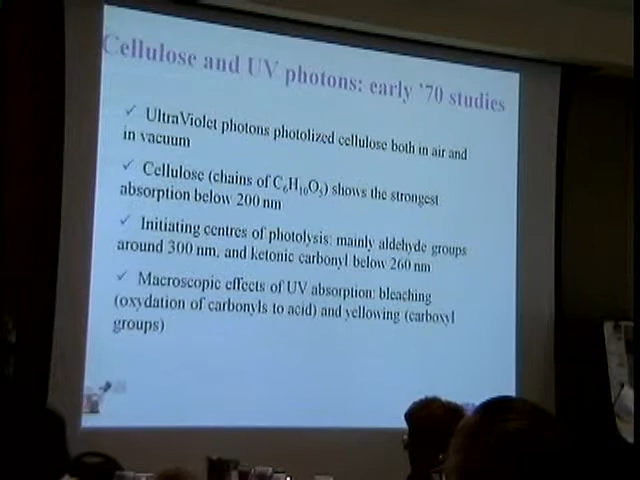 Cellulose and UV photons: early '70 studies
✓ UltraViolet photons photolized cellulose both in air and
in vacuum
✓ Cellulose (chains of C₆H₁₀O₅) shows the strongest
absorption below 200 nm
✓ Initiating centres of photolysis: mainly aldehyde groups
around 300 nm, and ketonic carbonyl below 260 nm
✓ Macroscopic effects of UV absorption: bleaching
(oxydation of carbonyls to acid) and yellowing (carboxyl
groups)